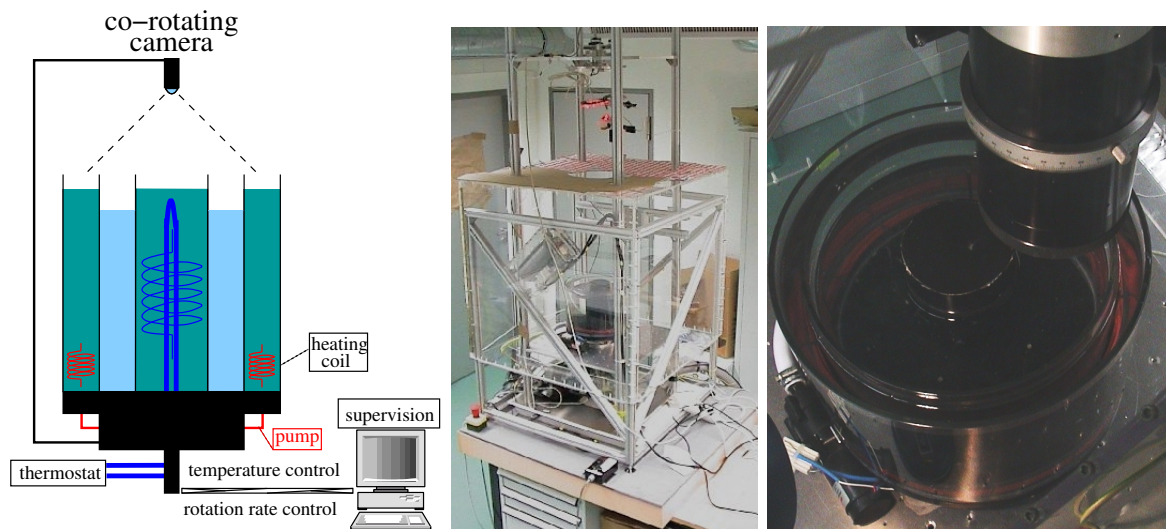 co−rotating
camera
heating
coil
supervision
pump
thermostat
temperature control
rotation rate control